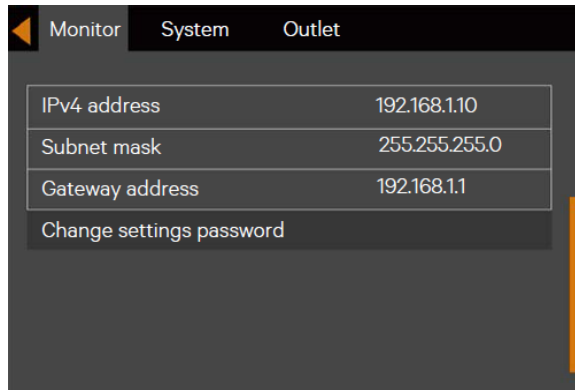 Monitor System Outlet
IPv4 address 192.168.1.10
Subnet mask 255.255.255.0
Gateway address 192.168.1.1
Change settings password